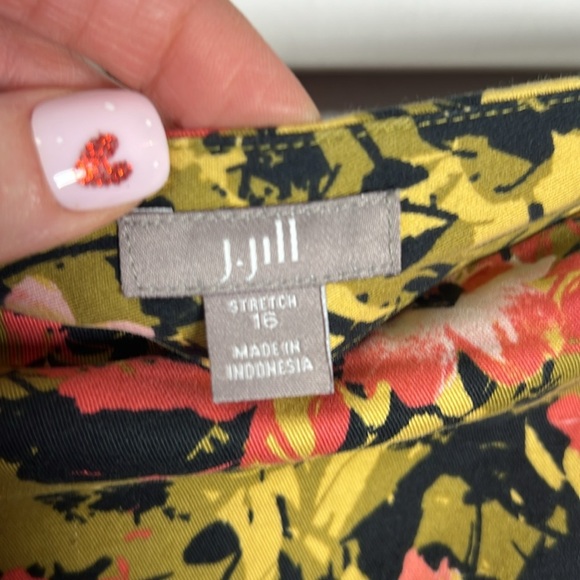 J.Jill
STRETCH
16
MADE IN
INDONESIA